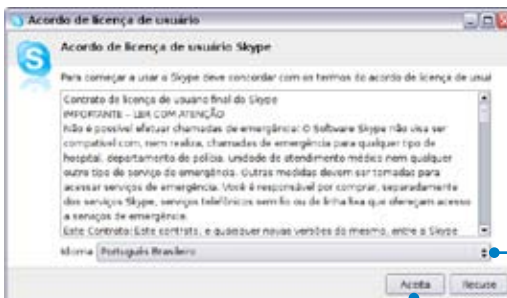 Acordo de licença de usuário
Acordo de licença de usuário Skype
Para começar a usar o Skype deve concordar com os termos do acordo de licença de usuá
Contrato de licença de usuário final do Skype
IMPORTANTE – LER COM ATENÇÃO
Não é possível efetuar chamadas de emergência: O Software Skype não visa ser
compatível com, nem realiza, chamadas de emergência para qualquer tipo de
hospital, departamento de polícia, unidade de atendimento médico nem qualquer
outro tipo de serviço de emergência. Outras medidas devem ser tomadas para
acessar serviços de emergência. Você é responsável por comprar, separadamente
dos serviços Skype, serviços telefônicos sem fio ou de linha fixa que ofereçam acesso
a serviços de emergência.
Este Contrato: Este contrato, e quaisquer novas versões do mesmo, entre a Skype
Idioma Português Brasileiro
Aceita Recuse